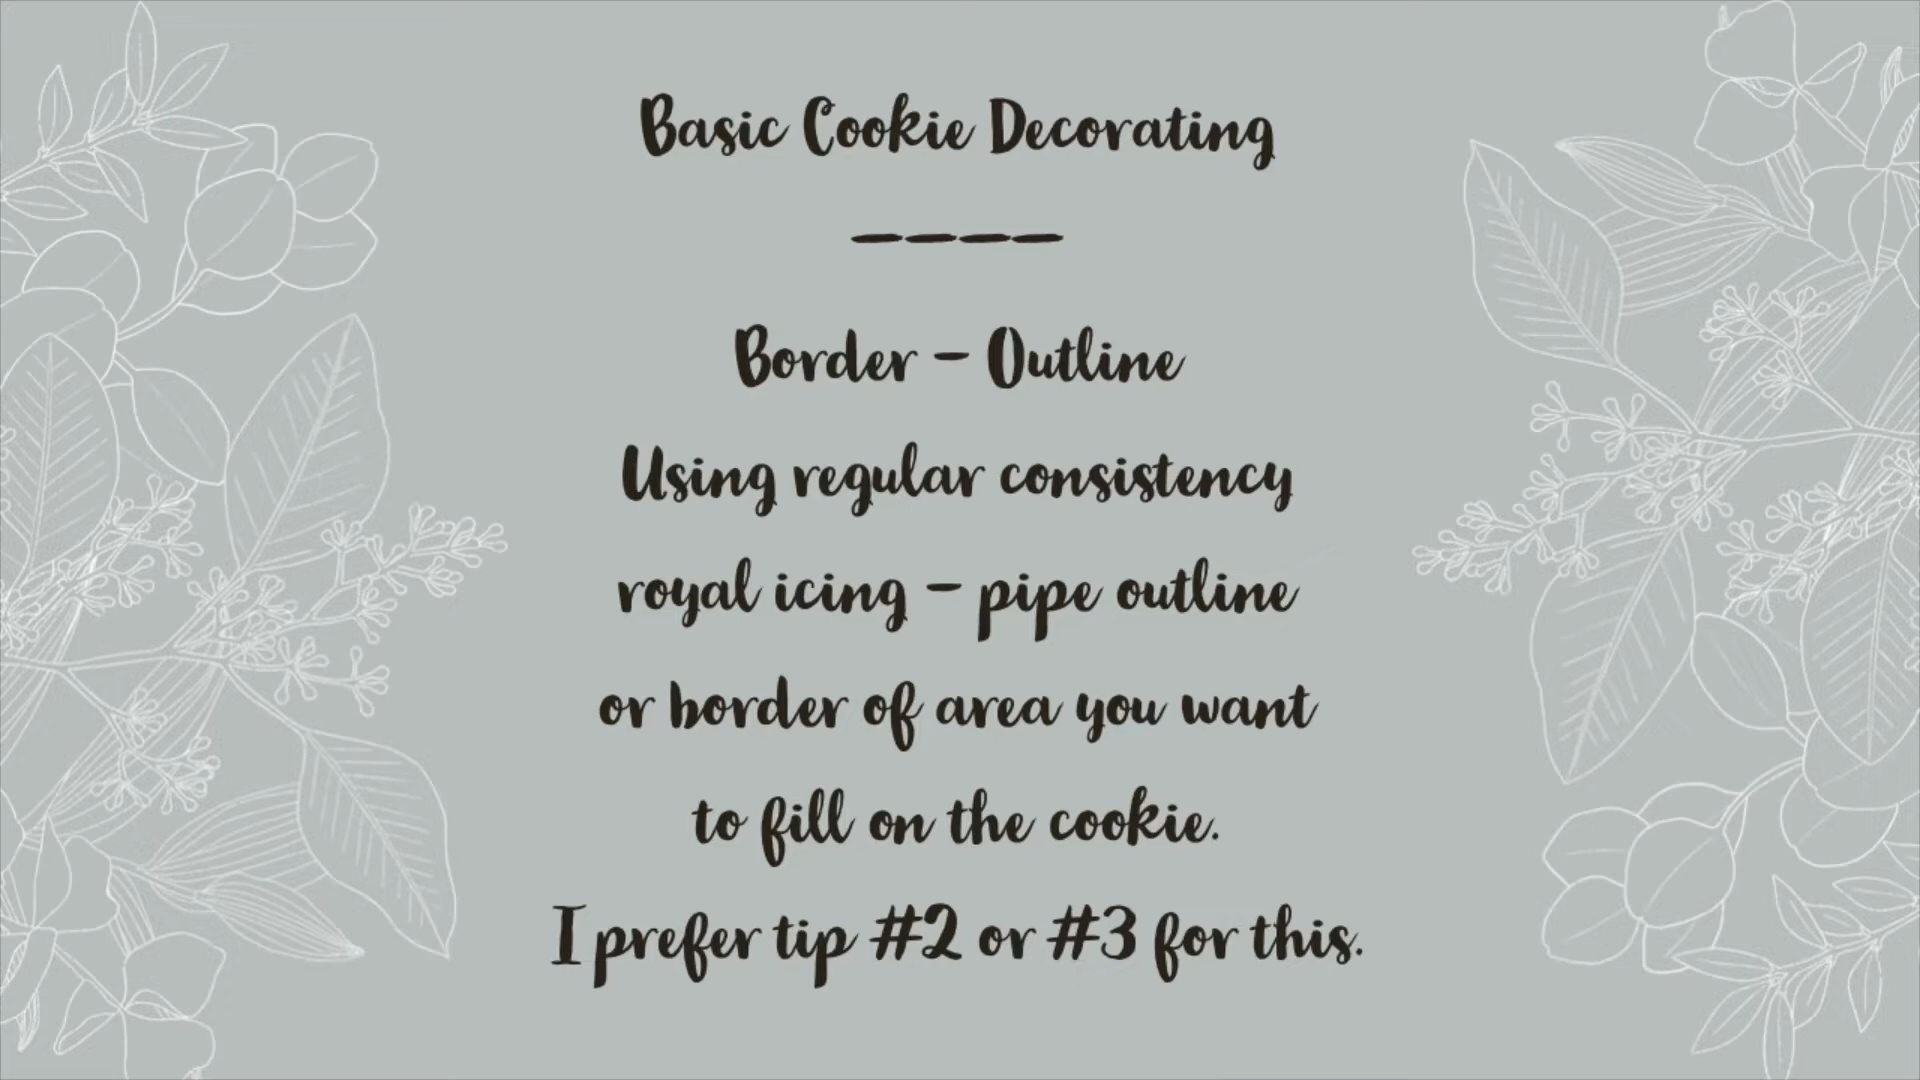 Basic Cookie Decorating
----
Border - Outline
Using regular consistency
royal icing - pipe outline
or border of area you want
to fill on the cookie.
I prefer tip #2 or #3 for this.